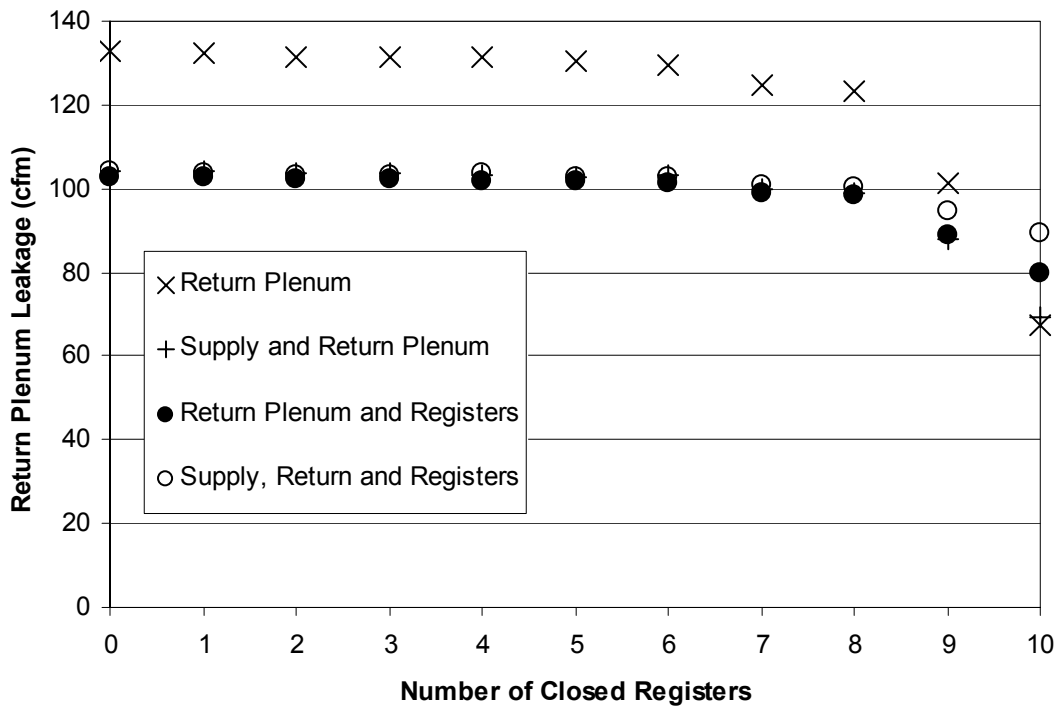 140
120
100
80
60
40
20
0
Return Plenum Leakage (cfm)
Return Plenum
Supply and Return Plenum
Return Plenum and Registers
Supply, Return and Registers
0 1 2 3 4 5 6 7 8 9 10
Number of Closed Registers